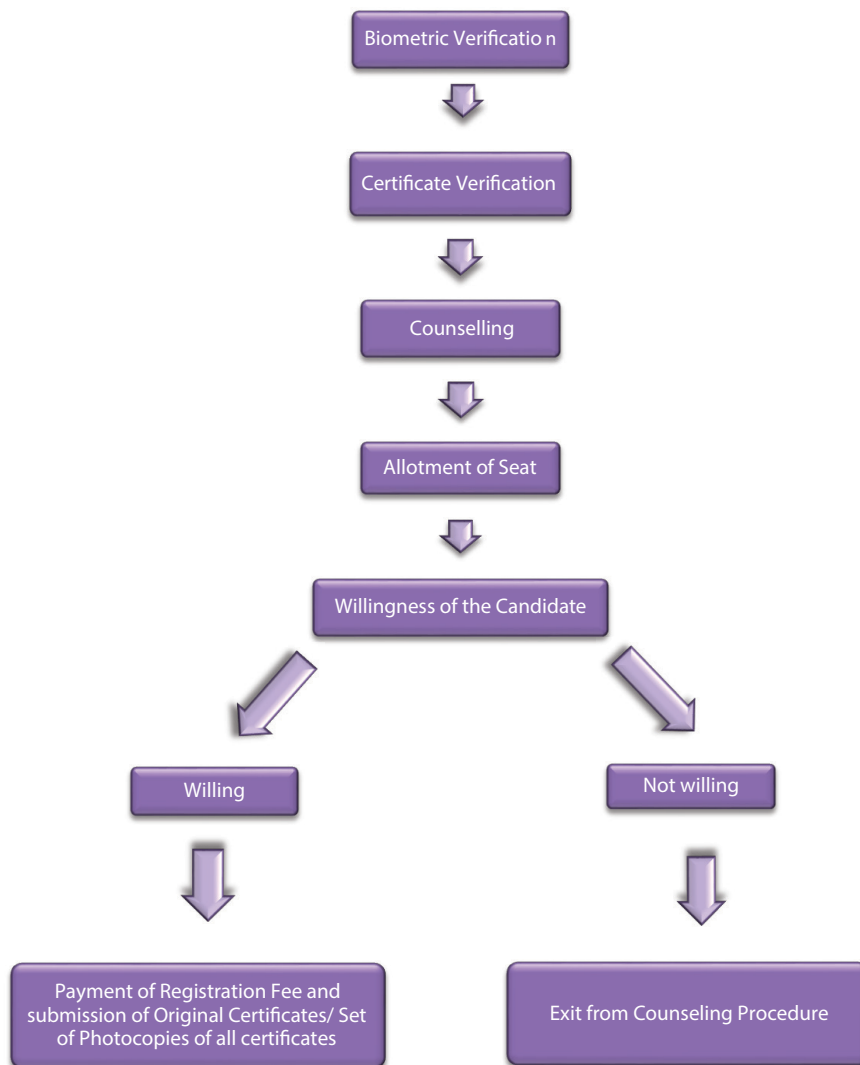 Biometric Verificatio n
Certificate Verification
Counselling
Allotment of Seat
Willingness of the Candidate
Willing
Not willing
Payment of Registration Fee and
submission of Original Certificates/ Set
of Photocopies of all certificates
Exit from Counseling Procedure